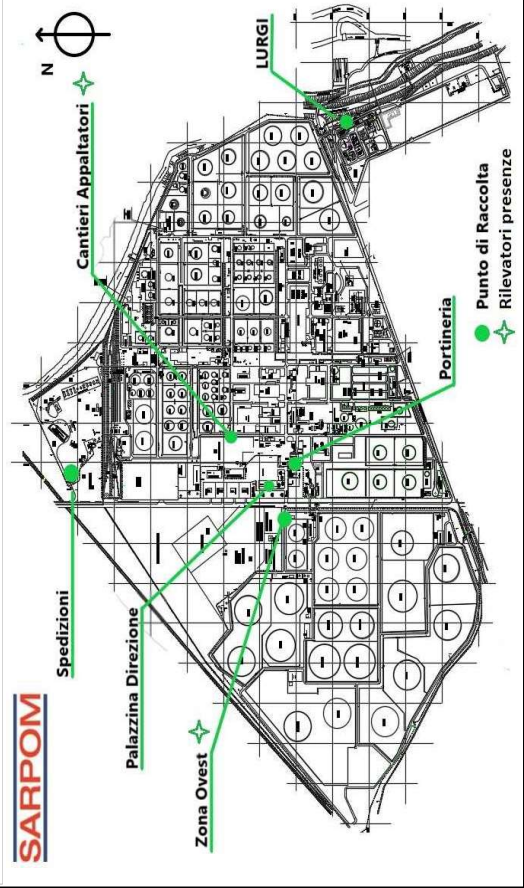 SARPOM
Spedizioni
Palazzina Direzione
Zona Ovest
Cantieri Appaltatori
Portineria
LURGI
N
Punto di Raccolta
Rilevatori presenze